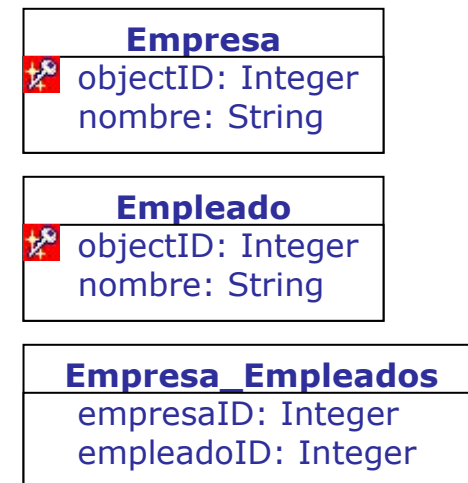 Empresa
objectID: Integer
nombre: String
Empleado
objectID: Integer
nombre: String
Empresa_Empleados
empresaID: Integer
empleadoID: Integer